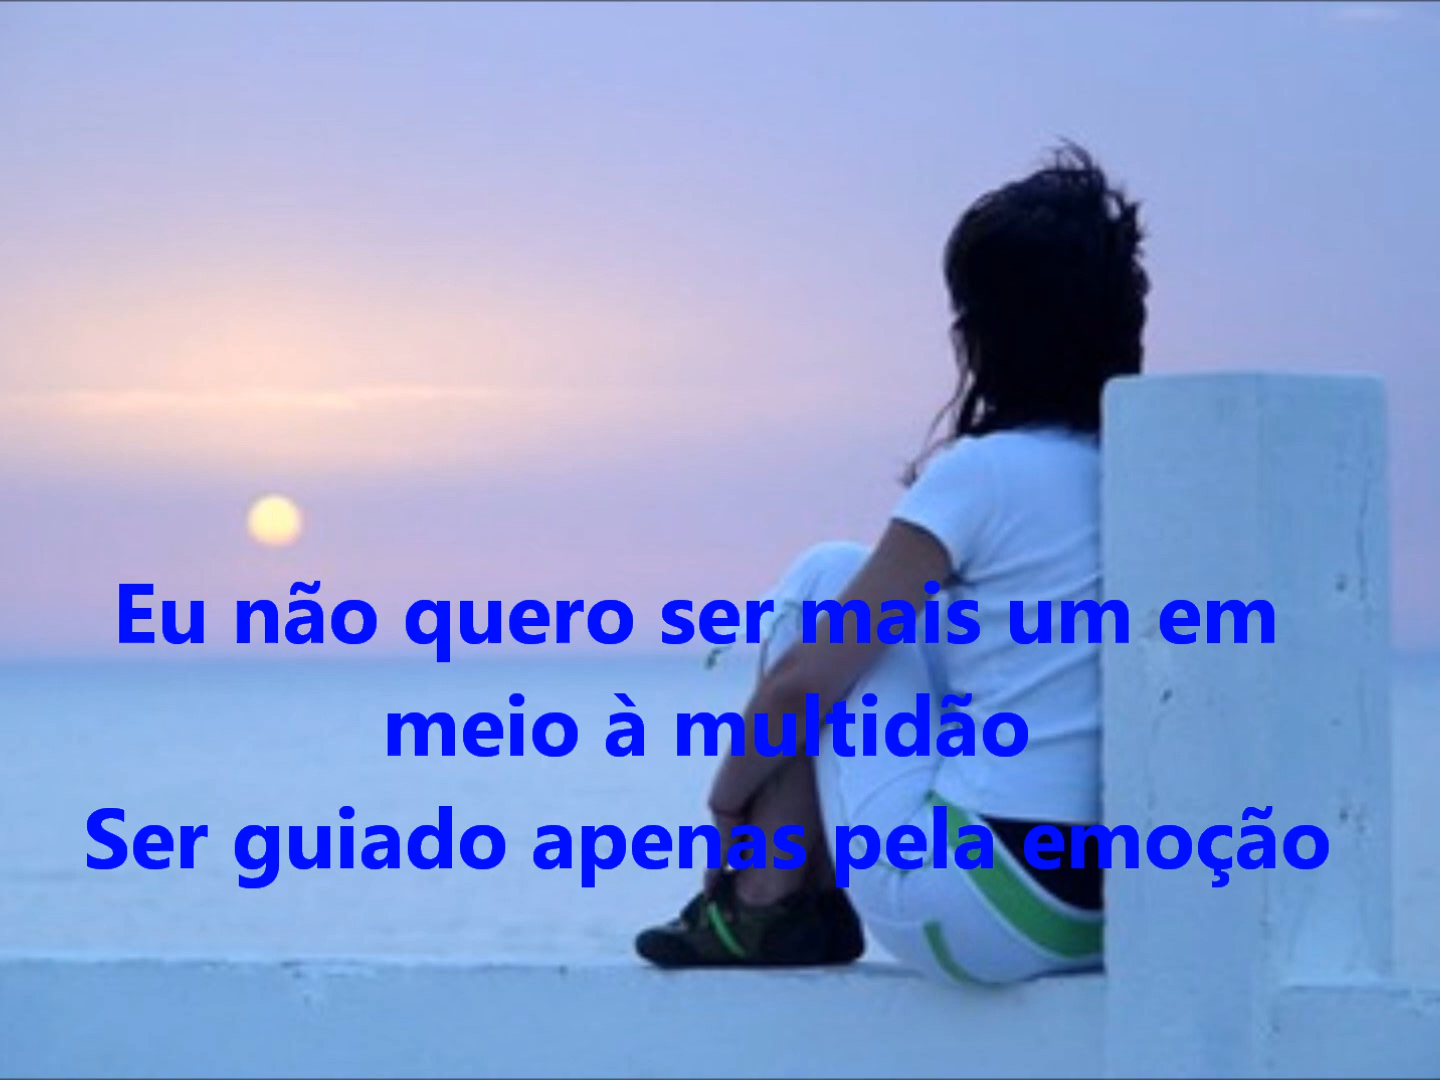 Eu não quero ser mais um em
meio à multidão
Ser guiado apenas pela emoção